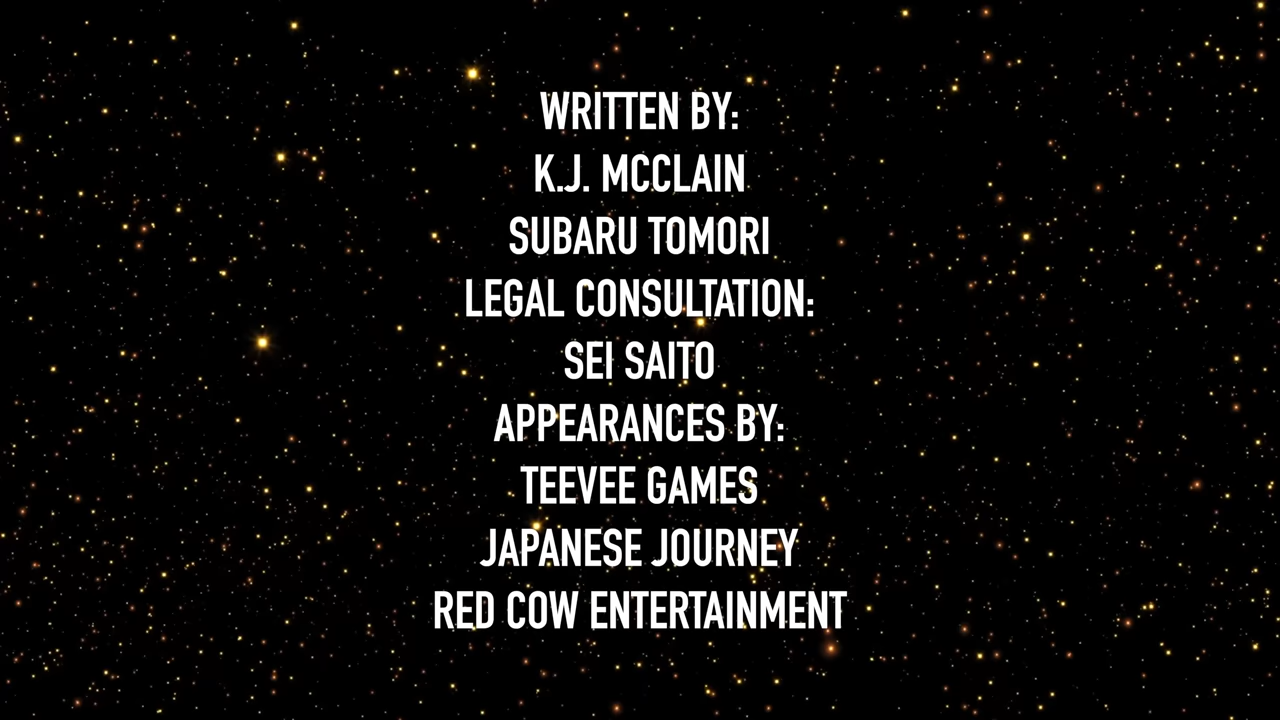 WRITTEN BY:
K.J. MCCLAIN
SUBARU TOMORI
LEGAL CONSULTATION:
SEI SAITO
APPEARANCES BY:
TEEVEE GAMES
JAPANESE JOURNEY
RED COW ENTERTAINMENT